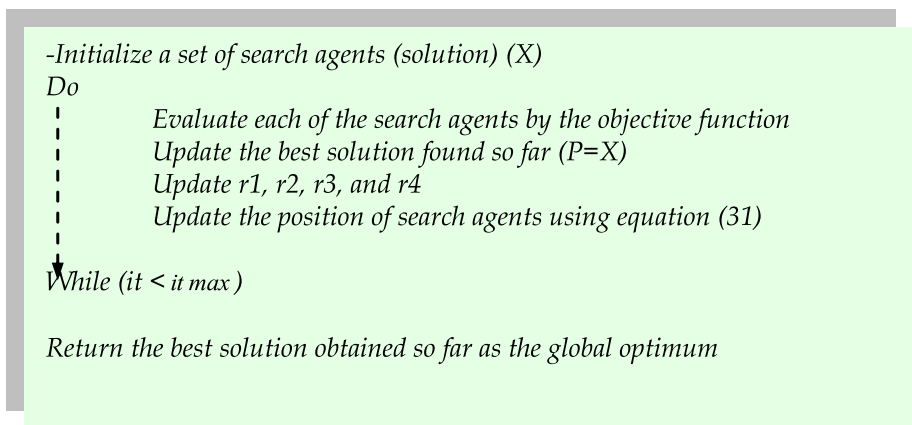 -Initialize a set of search agents (solution) (X)
Do
Evaluate each of the search agents by the objective function
Update the best solution found so far (P=X)
Update r1, r2, r3, and r4
Update the position of search agents using equation (31)
While (it < it max )
Return the best solution obtained so far as the global optimum